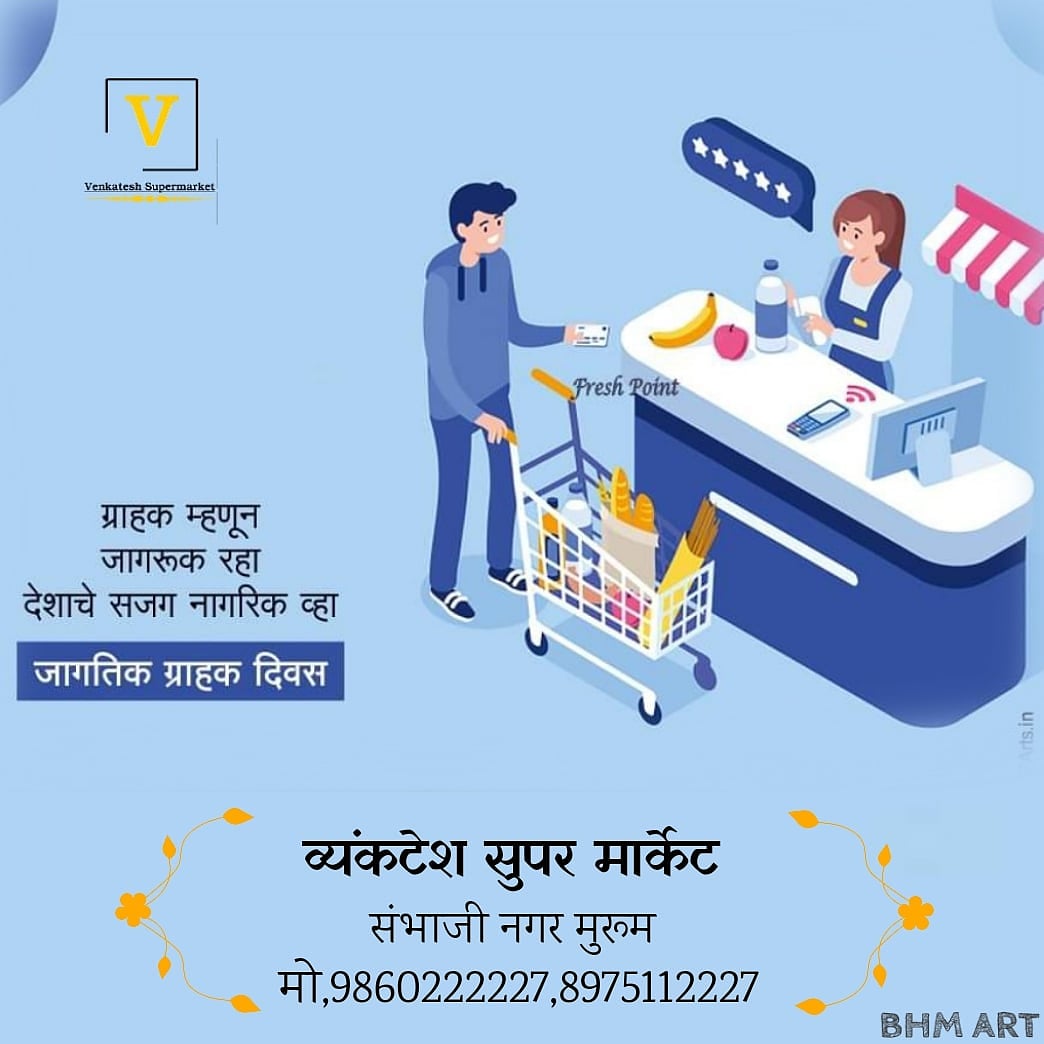 V
Venkatesh Supermarket
Fresh Point
ग्राहक म्हणून
जागरूक रहा
देशाचे सजग नागरिक व्हा
जागतिक ग्राहक दिवस
व्यंकटेश सुपर मार्केट
संभाजी नगर मुरूम
मो,9860222227,8975112227
BHM ART